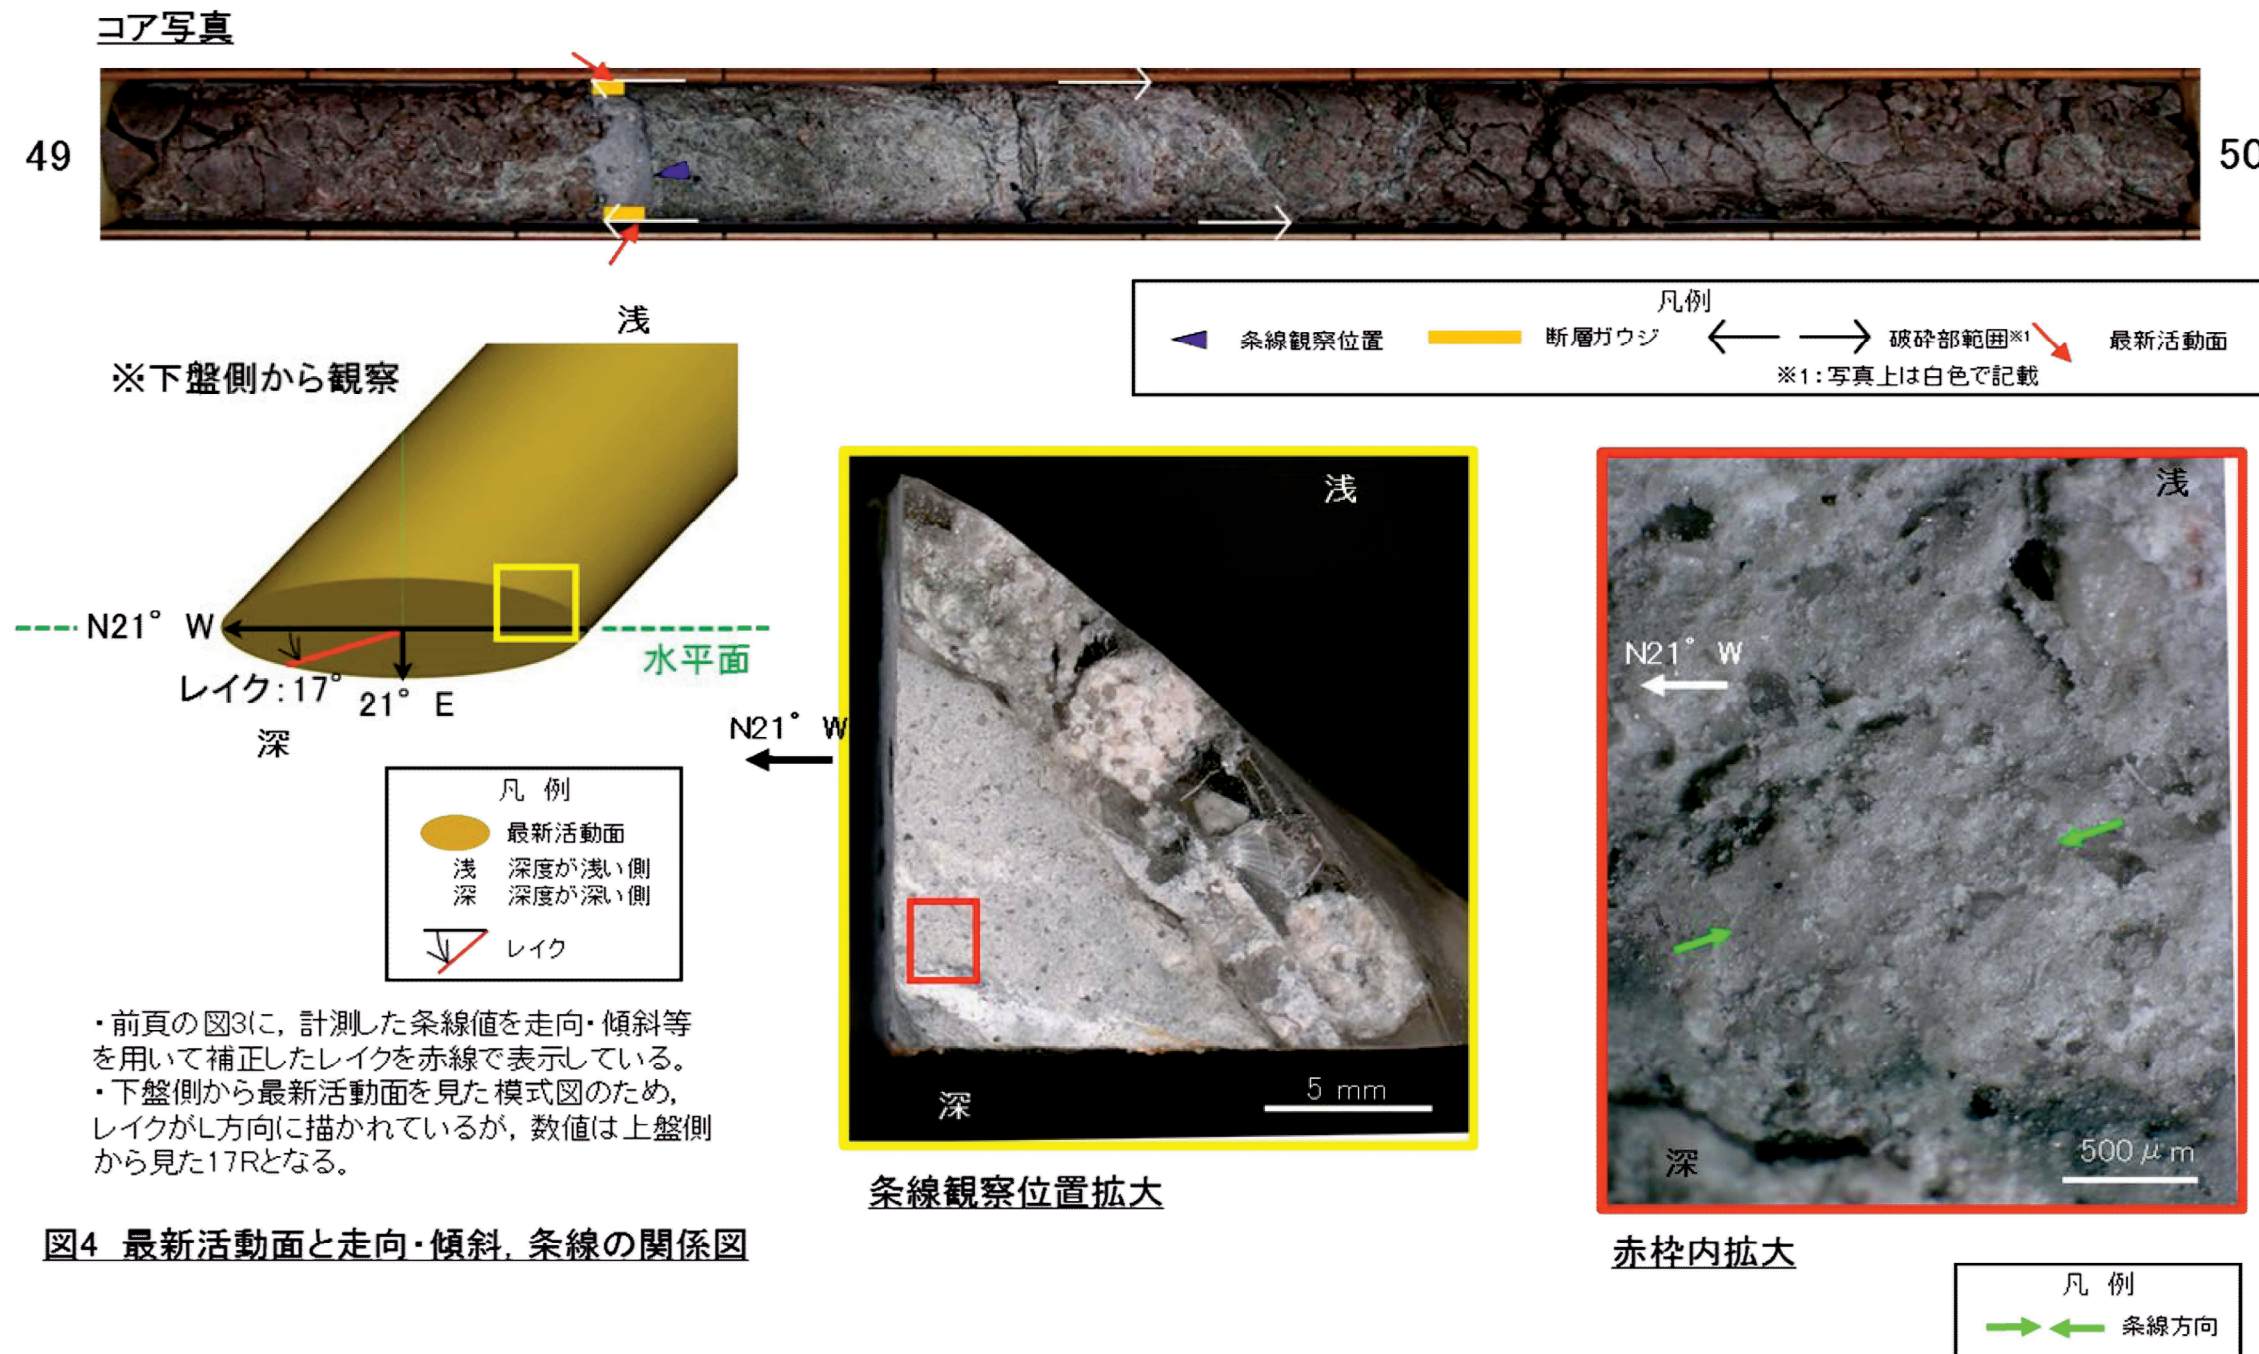 コア写真
49
50
凡例
条線観察位置
断層ガウジ
破砕部範囲※1
最新活動面
※1:写真上は白色で記載
浅
※下盤側から観察
N21° W
水平面
レイク:17°
21° E
深
凡 例
最新活動面
浅 深度が浅い側
深 深度が深い側
レイク
・前頁の図3に, 計測した条線値を走向・傾斜等
を用いて補正したレイクを赤線で表示している。
・下盤側から最新活動面を見た模式図のため,
レイクがL方向に描かれているが, 数値は上盤側
から見た17Rとなる。
図4 最新活動面と走向・傾斜, 条線の関係図
N21° W
浅
深
5 mm
条線観察位置拡大
浅
N21° W
深
500μm
赤枠内拡大
凡 例
条線方向